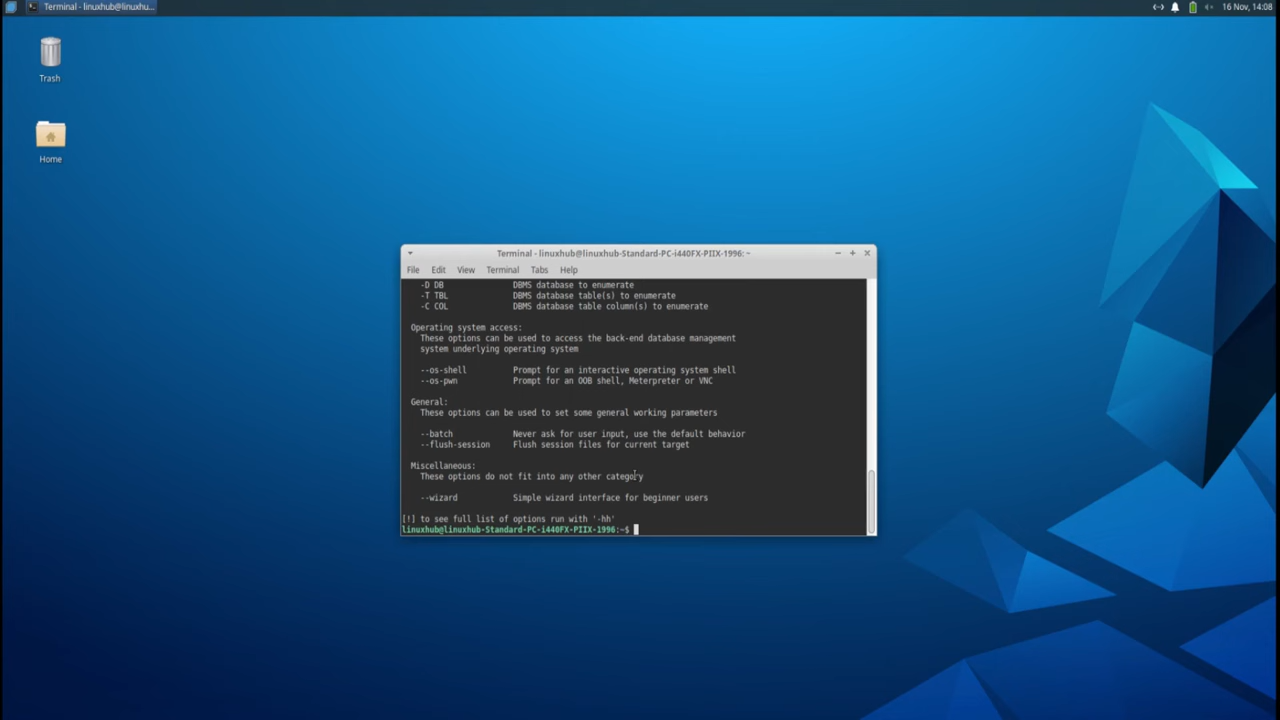 Terminal - linuxhub@linuxhu...
16 Nov, 14:08
Trash
Home
Terminal - linuxhub@linuxhub-Standard-PC-i440FX-PIIX-1996: ~
File Edit View Terminal Tabs Help
-D DB DBMS database to enumerate
-T TBL DBMS database table(s) to enumerate
-C COL DBMS database table column(s) to enumerate
Operating system access:
These options can be used to access the back-end database management
system underlying operating system
--os-shell Prompt for an interactive operating system shell
--os-pwn Prompt for an OOB shell, Meterpreter or VNC
General:
These options can be used to set some general working parameters
--batch Never ask for user input, use the default behavior
--flush-session Flush session files for current target
Miscellaneous:
These options do not fit into any other category
--wizard Simple wizard interface for beginner users
[!] to see full list of options run with '-hh'
linuxhub@linuxhub-Standard-PC-i440FX-PIIX-1996:~$